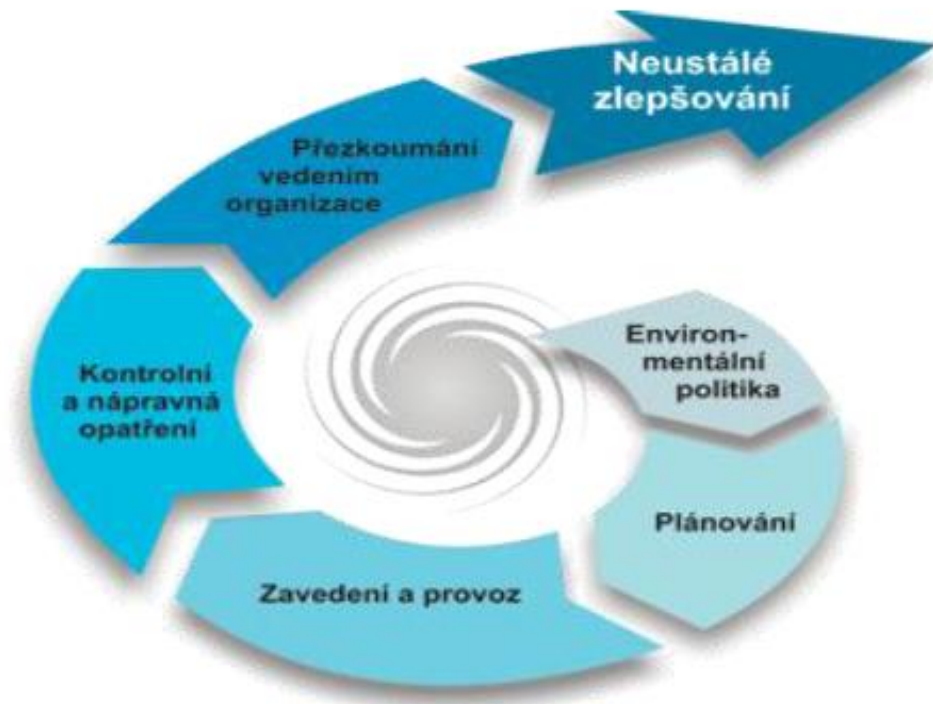 Neustálé
zlepšování
Přezkoumání
vedením
organizace
Environ-
mentální
politika
Kontrolní
a nápravná
opatření
Plánování
Zavedení a provoz